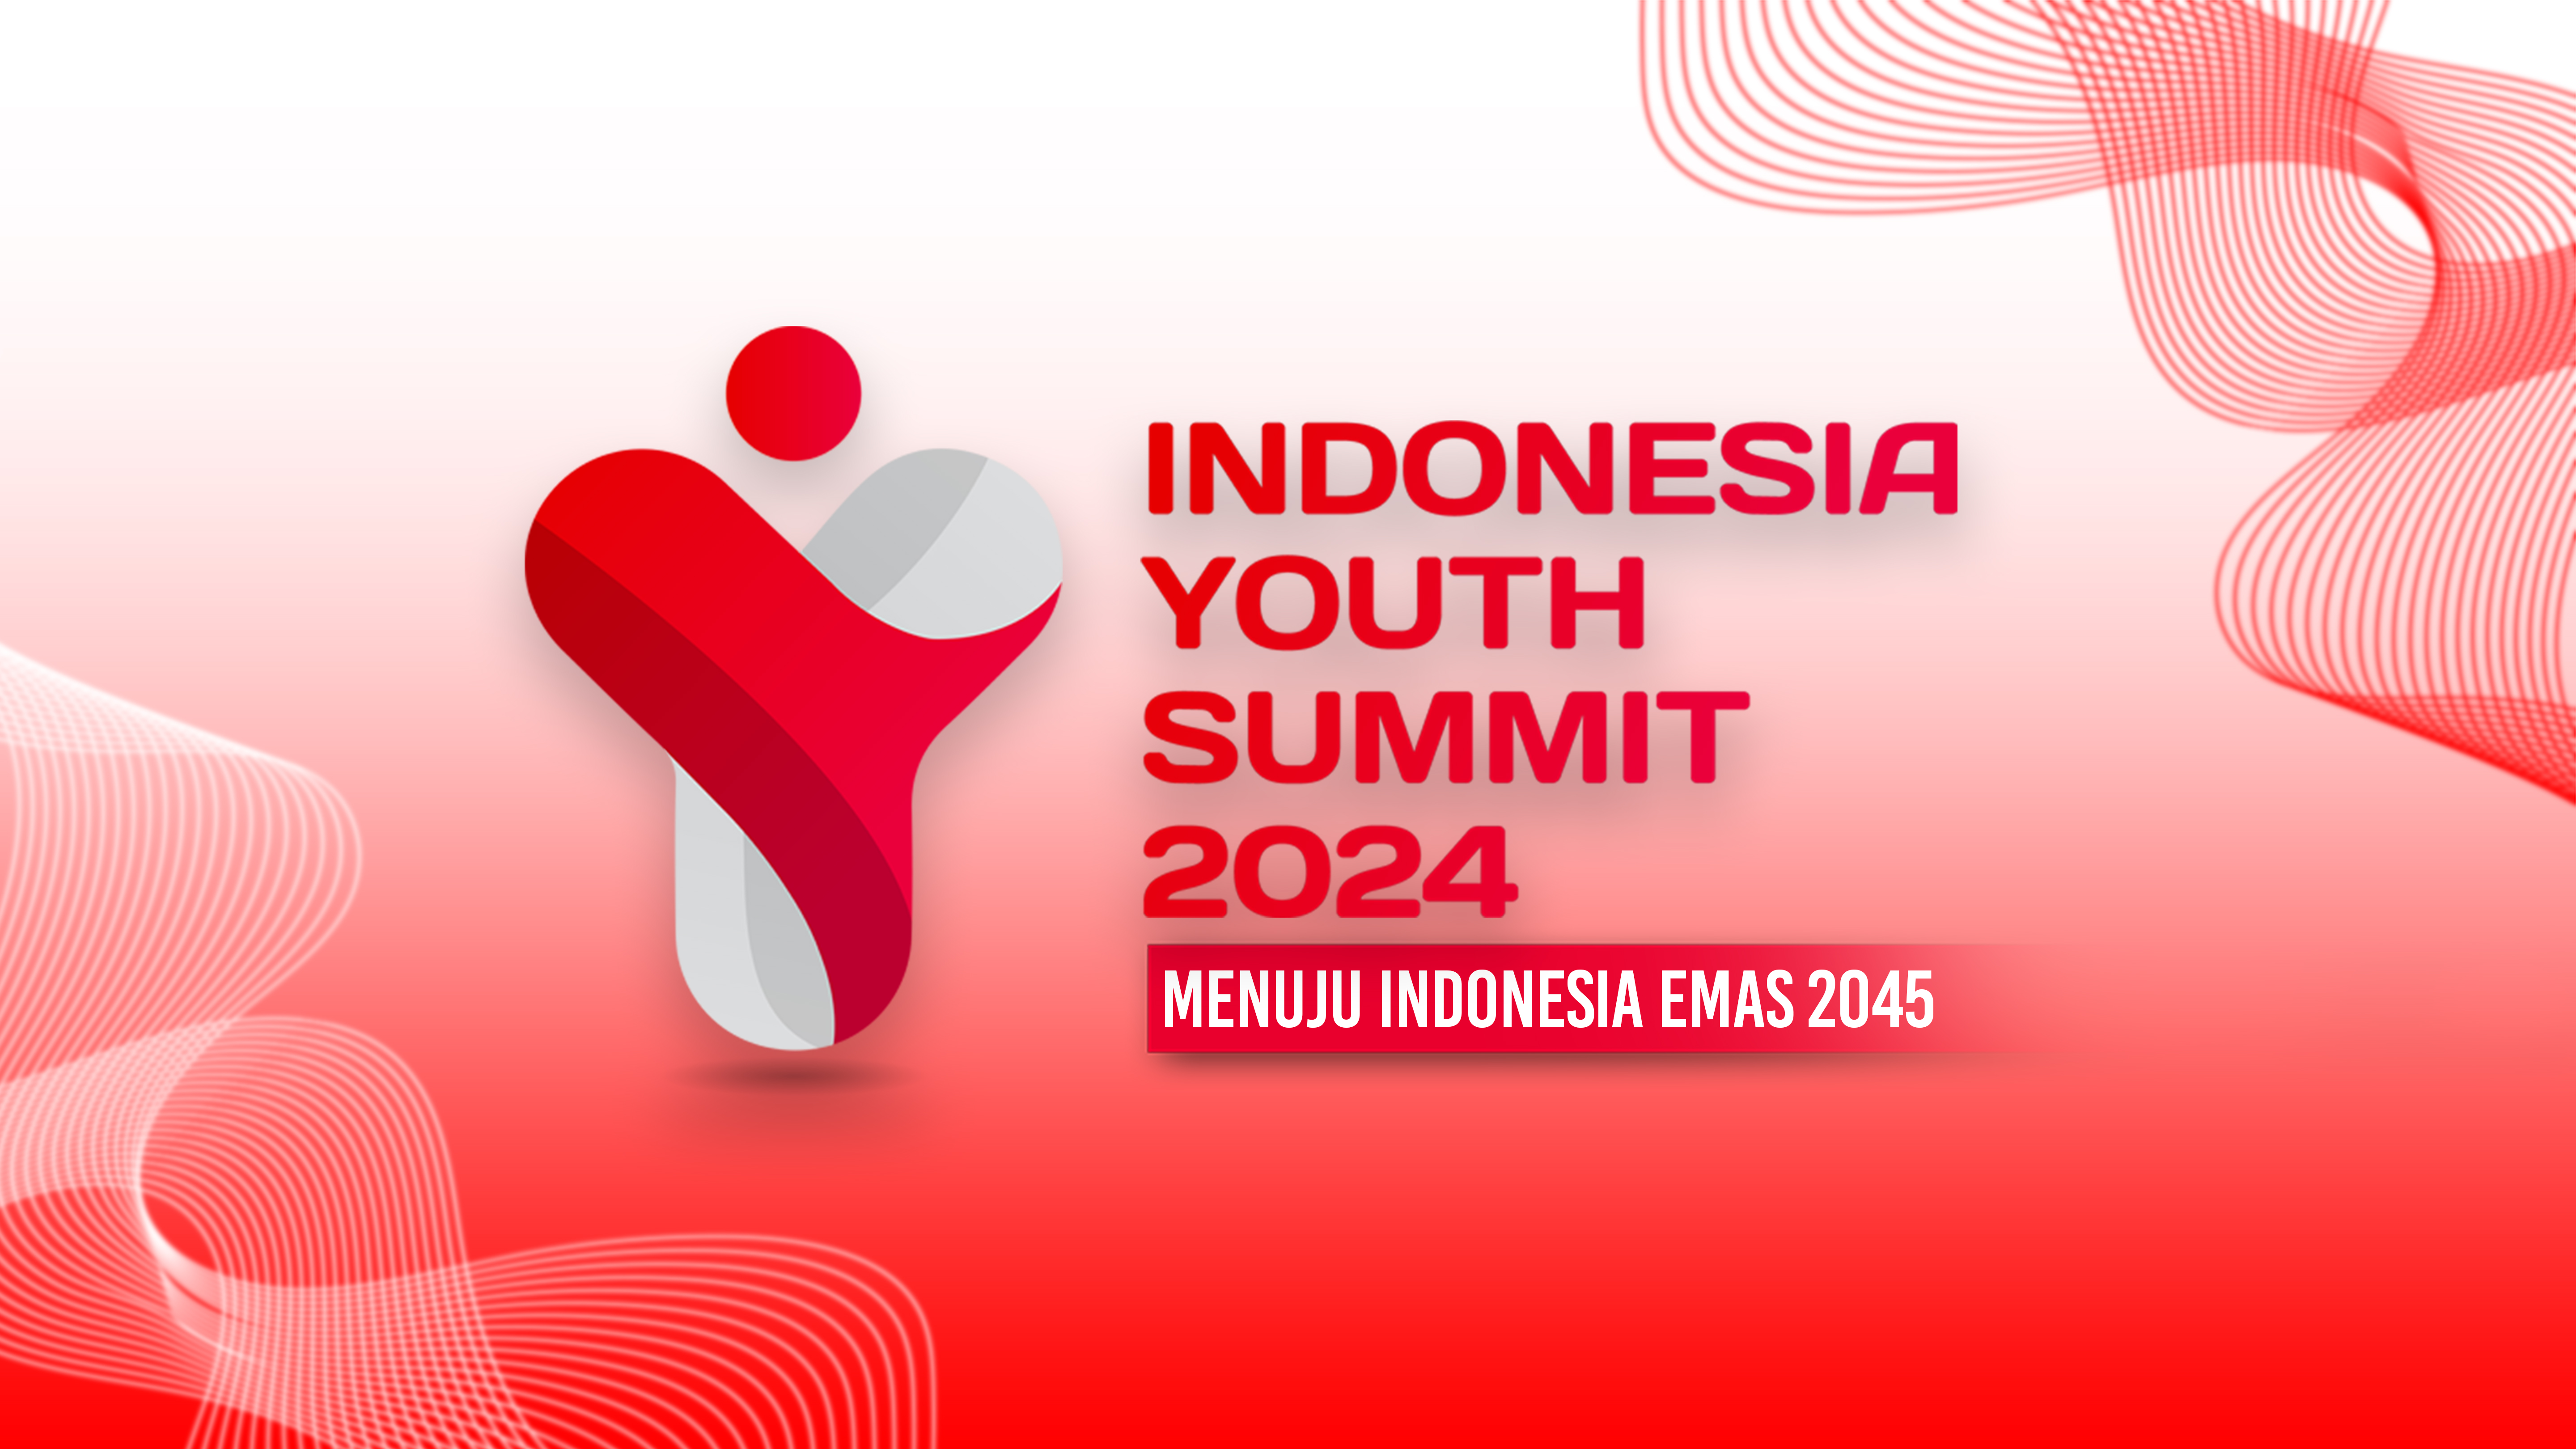 INDONESIA
YOUTH
SUMMIT
2024
MENUJU INDONESIA EMAS 2045